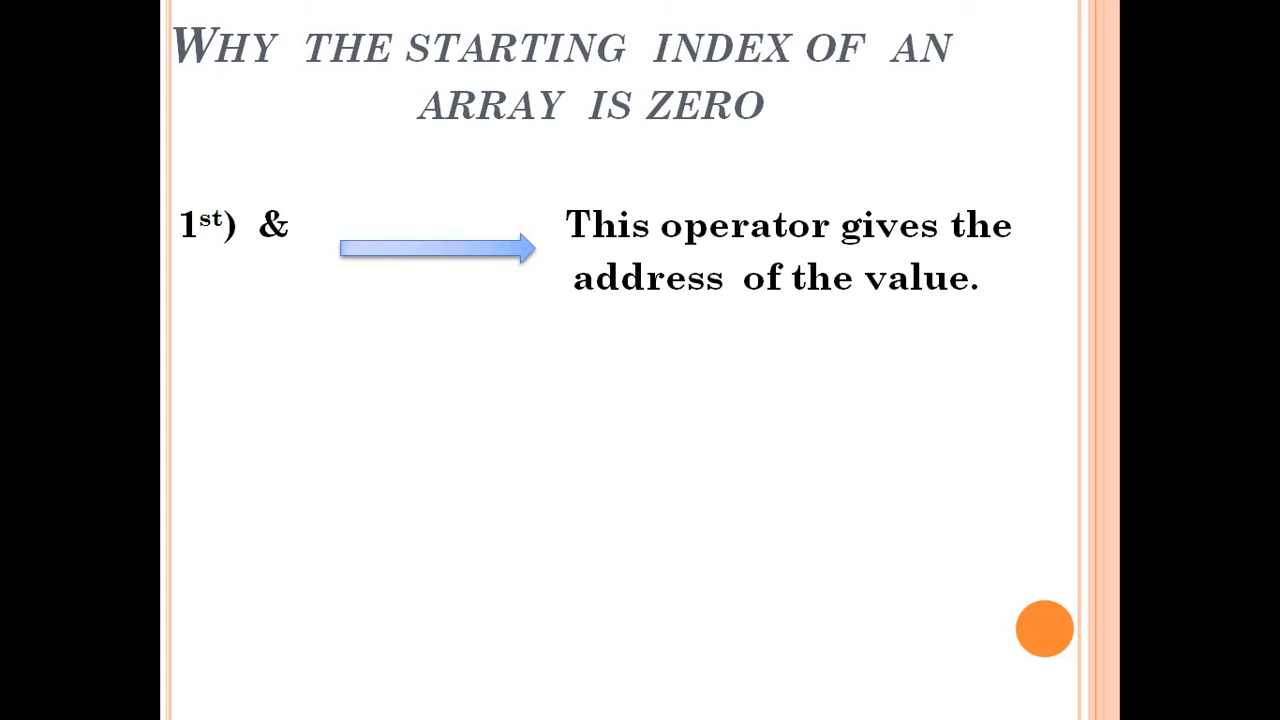 WHY THE STARTING INDEX OF AN
ARRAY IS ZERO
1st) & This operator gives the
address of the value.